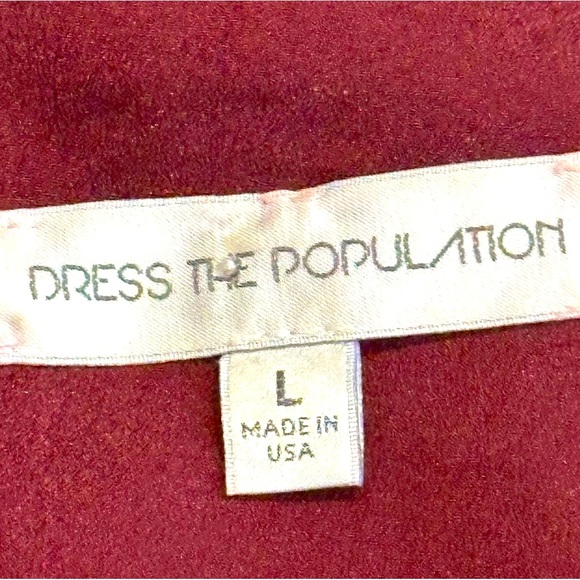 DRESS THE POPULATION
L
MADE IN
USA